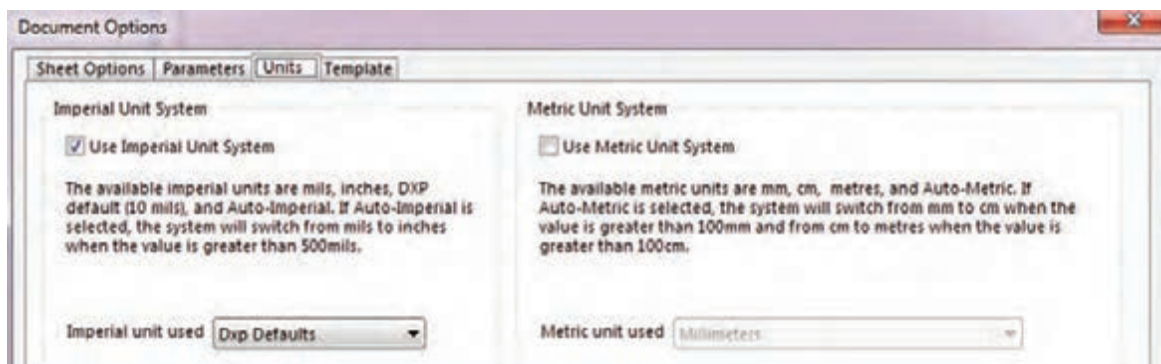 Document Options
Sheet Options Parameters Units Template
Imperial Unit System
Use Imperial Unit System
The available imperial units are mils, inches, DXP
default (10 mils), and Auto-Imperial. If Auto-Imperial is
selected, the system will switch from mils to inches
when the value is greater than 500mils.
Imperial unit used Dxp Defaults
Metric Unit System
Use Metric Unit System
The available metric units are mm, cm, metres, and Auto-Metric. If
Auto-Metric is selected, the system will switch from mm to cm when the
value is greater than 100mm and from cm to metres when the value is
greater than 100cm.
Metric unit used Millimeters